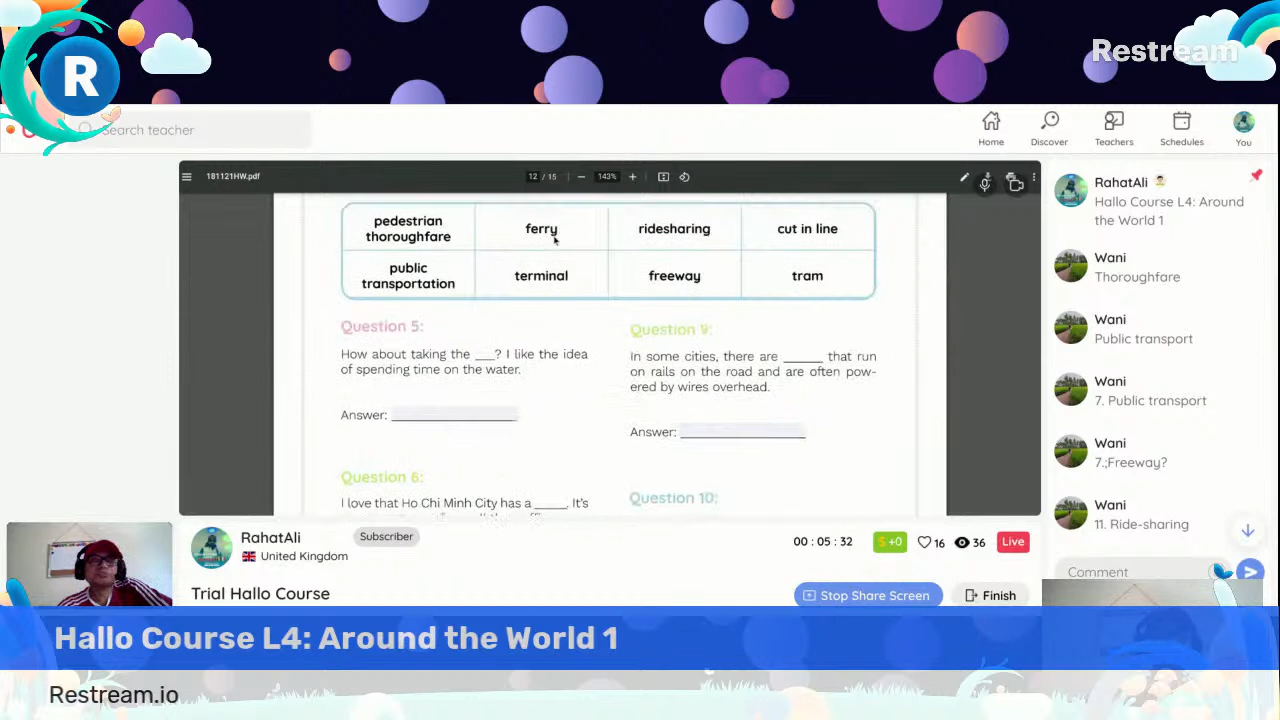 R
Restream
Search teacher
Home
Discover
Teachers
Schedules
You
181121HW.pdf
12 / 15
143%
pedestrian
thoroughfare
ferry
ridesharing
cut in line
public
transportation
terminal
freeway
tram
Question 5:
How about taking the ___? I like the idea
of spending time on the water.
Answer: ________
Question 6:
I love that Ho Chi Minh City has a _____. It's
Question 9:
In some cities, there are ______ that run
on rails on the road and are often pow-
ered by wires overhead.
Answer: ________
Question 10:
RahatAli
Hallo Course L4: Around
the World 1
Wani
Thoroughfare
Wani
Public transport
Wani
7. Public transport
Wani
7.;Freeway?
Wani
11. Ride-sharing
Comment
RahatAli
United Kingdom
Subscriber
00 : 05 : 32
$ +0
16
36
Live
Trial Hallo Course
Stop Share Screen
Finish
Hallo Course L4: Around the World 1
Restream.io